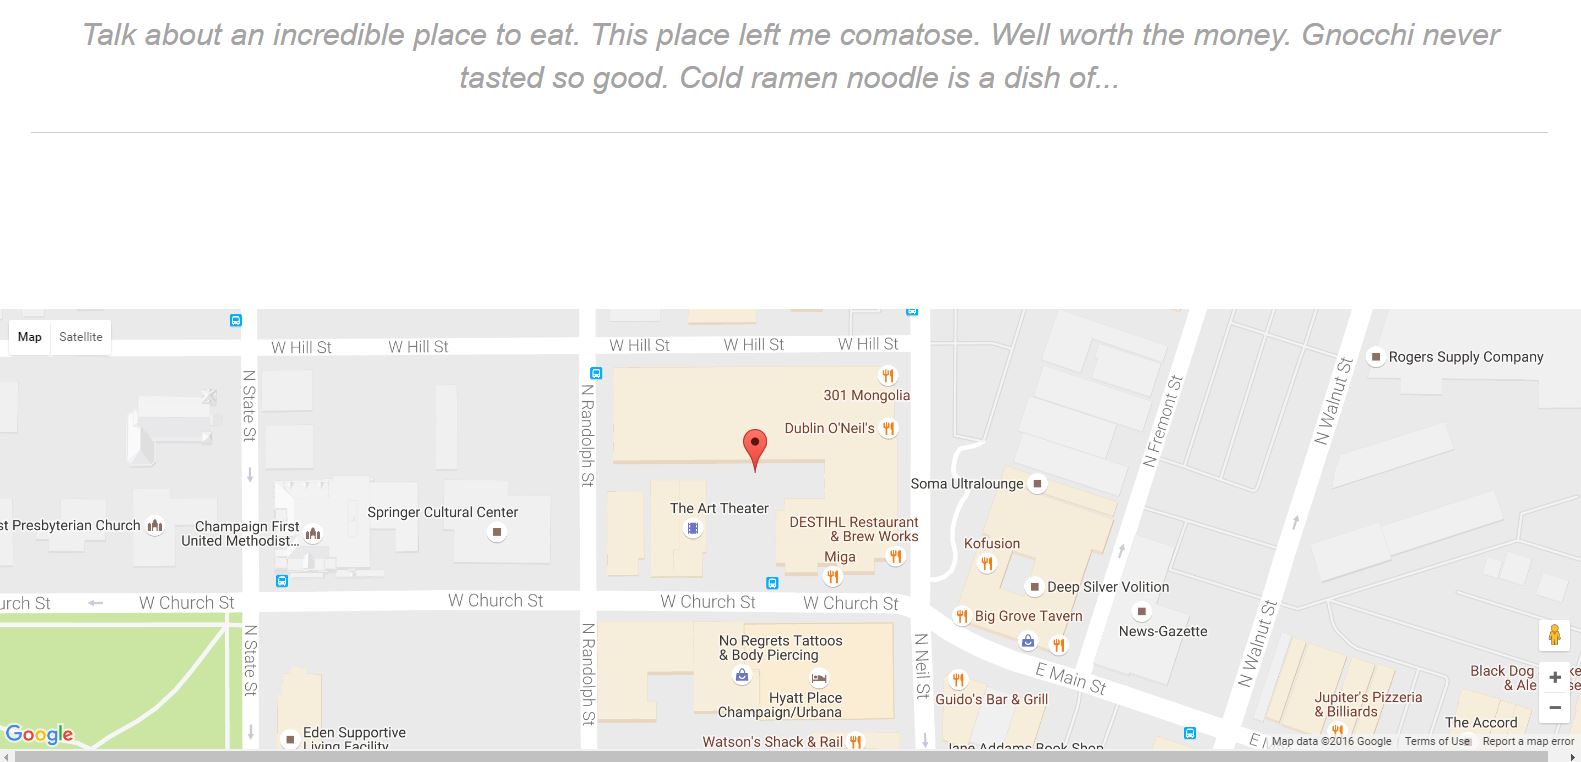 Talk about an incredible place to eat. This place left me comatose. Well worth the money. Gnocchi never
tasted so good. Cold ramen noodle is a dish of...
Map Satellite
W Hill St
W Hill St
W Hill St
W Hill St
W Hill St
N State St
N Randolph St
301 Mongolia
Dublin O'Neil's
Rogers Supply Company
N Fremont St
N Walnut St
Soma Ultralounge
Presbyterian Church
Champaign First
United Methodist...
Springer Cultural Center
The Art Theater
DESTIHL Restaurant
& Brew Works
Miga
Kofusion
Deep Silver Volition
Big Grove Tavern
News-Gazette
W Church St
W Church St
W Church St
W Church St
N State St
N Randolph St
N Neil St
E Main St
N Walnut St
No Regrets Tattoos
& Body Piercing
Hyatt Place
Champaign/Urbana
Guido's Bar & Grill
Jupiter's Pizzeria
& Billiards
Black Dog
& Ale
The Accord
Eden Supportive
Living Facility
Watson's Shack & Rail
Jane Addams Book Shop
Google
Map data ©2016 Google
Terms of Use
Report a map error